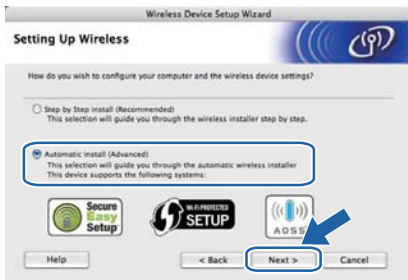 Wireless Device Setup Wizard
Setting Up Wireless
How do you wish to configure your computer and the wireless device settings?
Step by Step install (Recommended)
This selection will guide you through the wireless installer step by step.
Automatic install (Advanced)
This selection will guide you through the automatic wireless installer
This device supports the following systems:
Secure
Easy
Setup
WI-FI PROTECTED
SETUP
AOSS
Help
< Back
Next >
Cancel